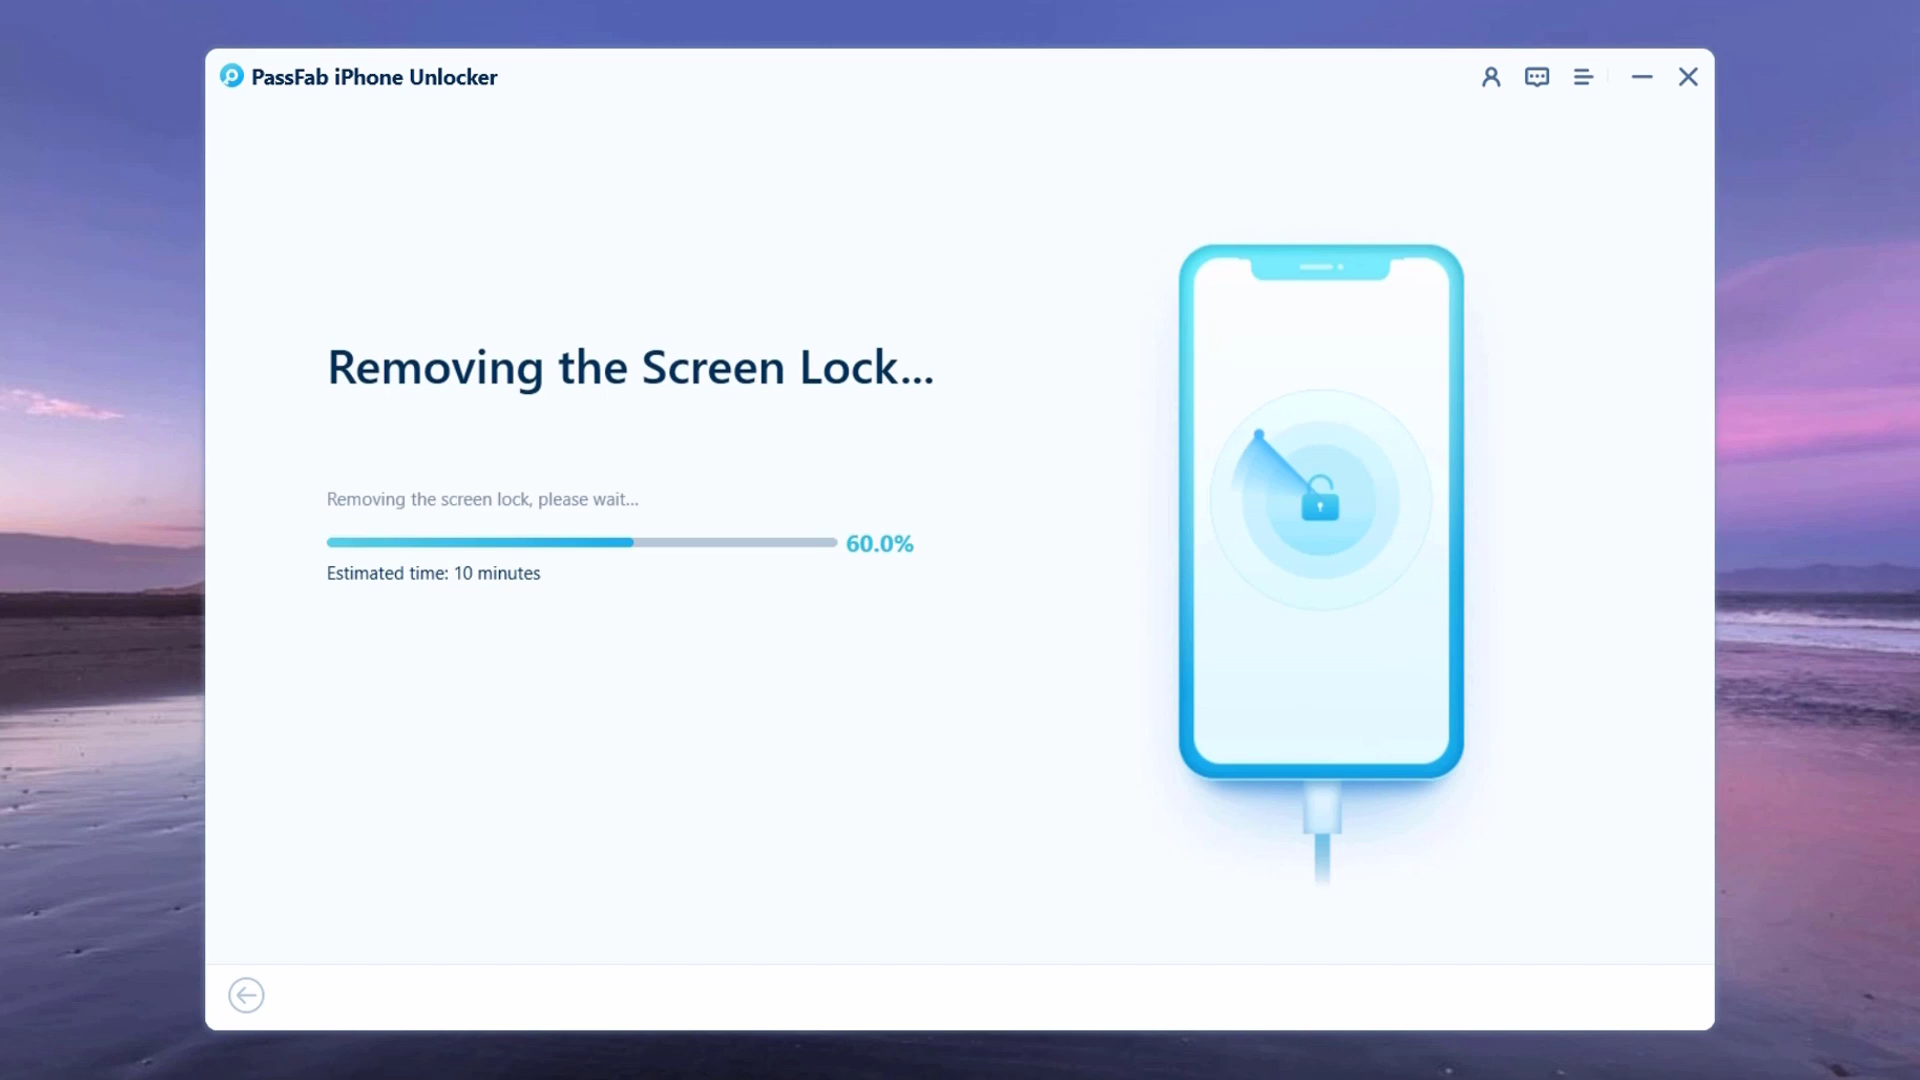 PassFab iPhone Unlocker
Removing the Screen Lock...
Removing the screen lock, please wait...
60.0%
Estimated time: 10 minutes